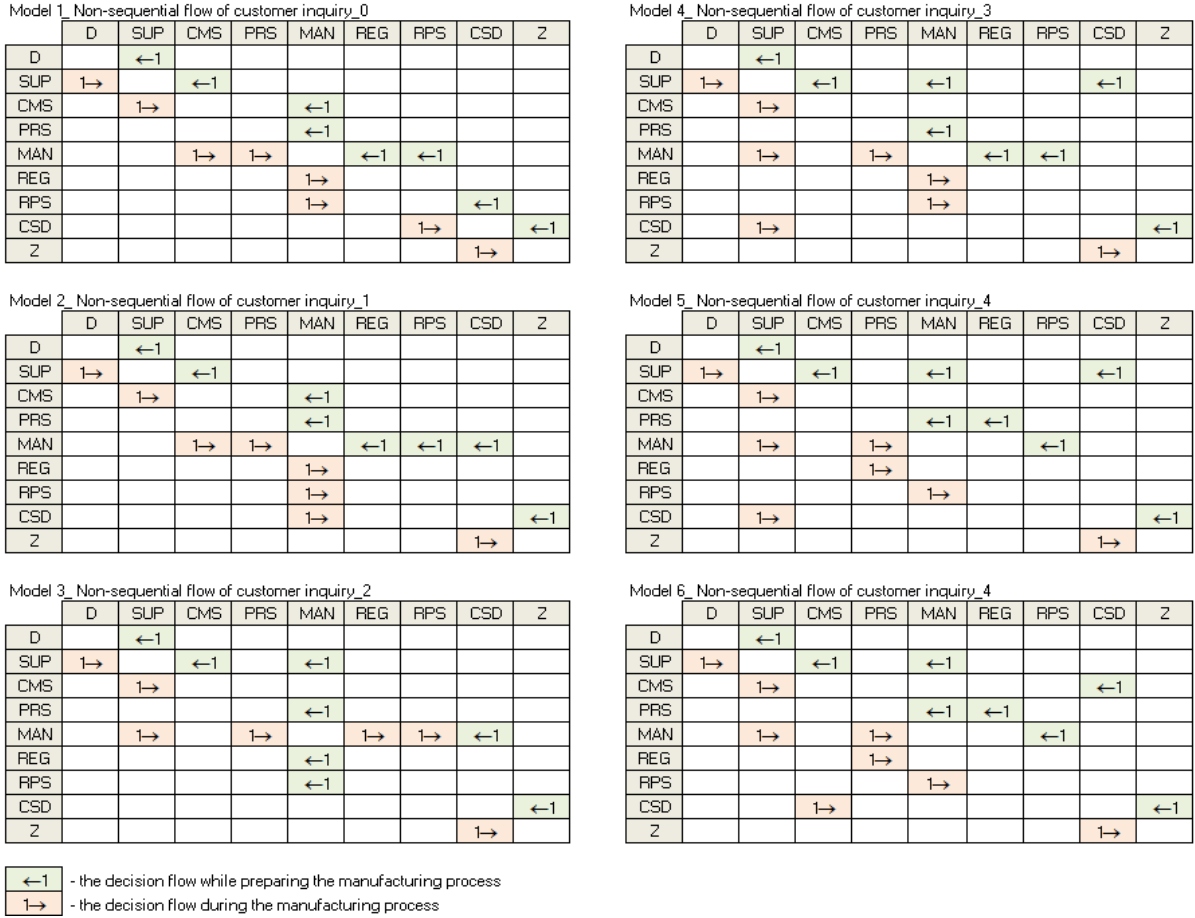 Model 1_ Non-sequential flow of customer inquiry_0
D SUP CMS PRS MAN REG RPS CSD Z
D ←1
SUP 1→ ←1
CMS 1→ ←1
PRS ←1
MAN 1→ 1→ ←1 ←1
REG 1→
RPS 1→ ←1
CSD 1→ ←1
Z 1→
Model 2_ Non-sequential flow of customer inquiry_1
D SUP CMS PRS MAN REG RPS CSD Z
D ←1
SUP 1→ ←1
CMS 1→ ←1
PRS ←1
MAN 1→ 1→ ←1 ←1 ←1
REG 1→
RPS 1→
CSD 1→ ←1
Z 1→
Model 3_ Non-sequential flow of customer inquiry_2
D SUP CMS PRS MAN REG RPS CSD Z
D ←1
SUP 1→ ←1 ←1
CMS 1→
PRS ←1
MAN 1→ 1→ 1→ 1→ ←1
REG ←1
RPS ←1
CSD ←1
Z 1→
Model 4_ Non-sequential flow of customer inquiry_3
D SUP CMS PRS MAN REG RPS CSD Z
D ←1
SUP 1→ ←1 ←1 ←1
CMS 1→
PRS ←1
MAN 1→ 1→ ←1 ←1
REG 1→
RPS 1→
CSD 1→ ←1
Z 1→
Model 5_ Non-sequential flow of customer inquiry_4
D SUP CMS PRS MAN REG RPS CSD Z
D ←1
SUP 1→ ←1 ←1 ←1
CMS 1→
PRS ←1 ←1
MAN 1→ 1→ ←1
REG 1→
RPS 1→
CSD 1→ ←1
Z 1→
Model 6_ Non-sequential flow of customer inquiry_4
D SUP CMS PRS MAN REG RPS CSD Z
D ←1
SUP 1→ ←1 ←1
CMS 1→ ←1
PRS ←1 ←1
MAN 1→ 1→ ←1
REG 1→
RPS 1→
CSD 1→ ←1
Z 1→
←1 - the decision flow while preparing the manufacturing process
1→ - the decision flow during the manufacturing process